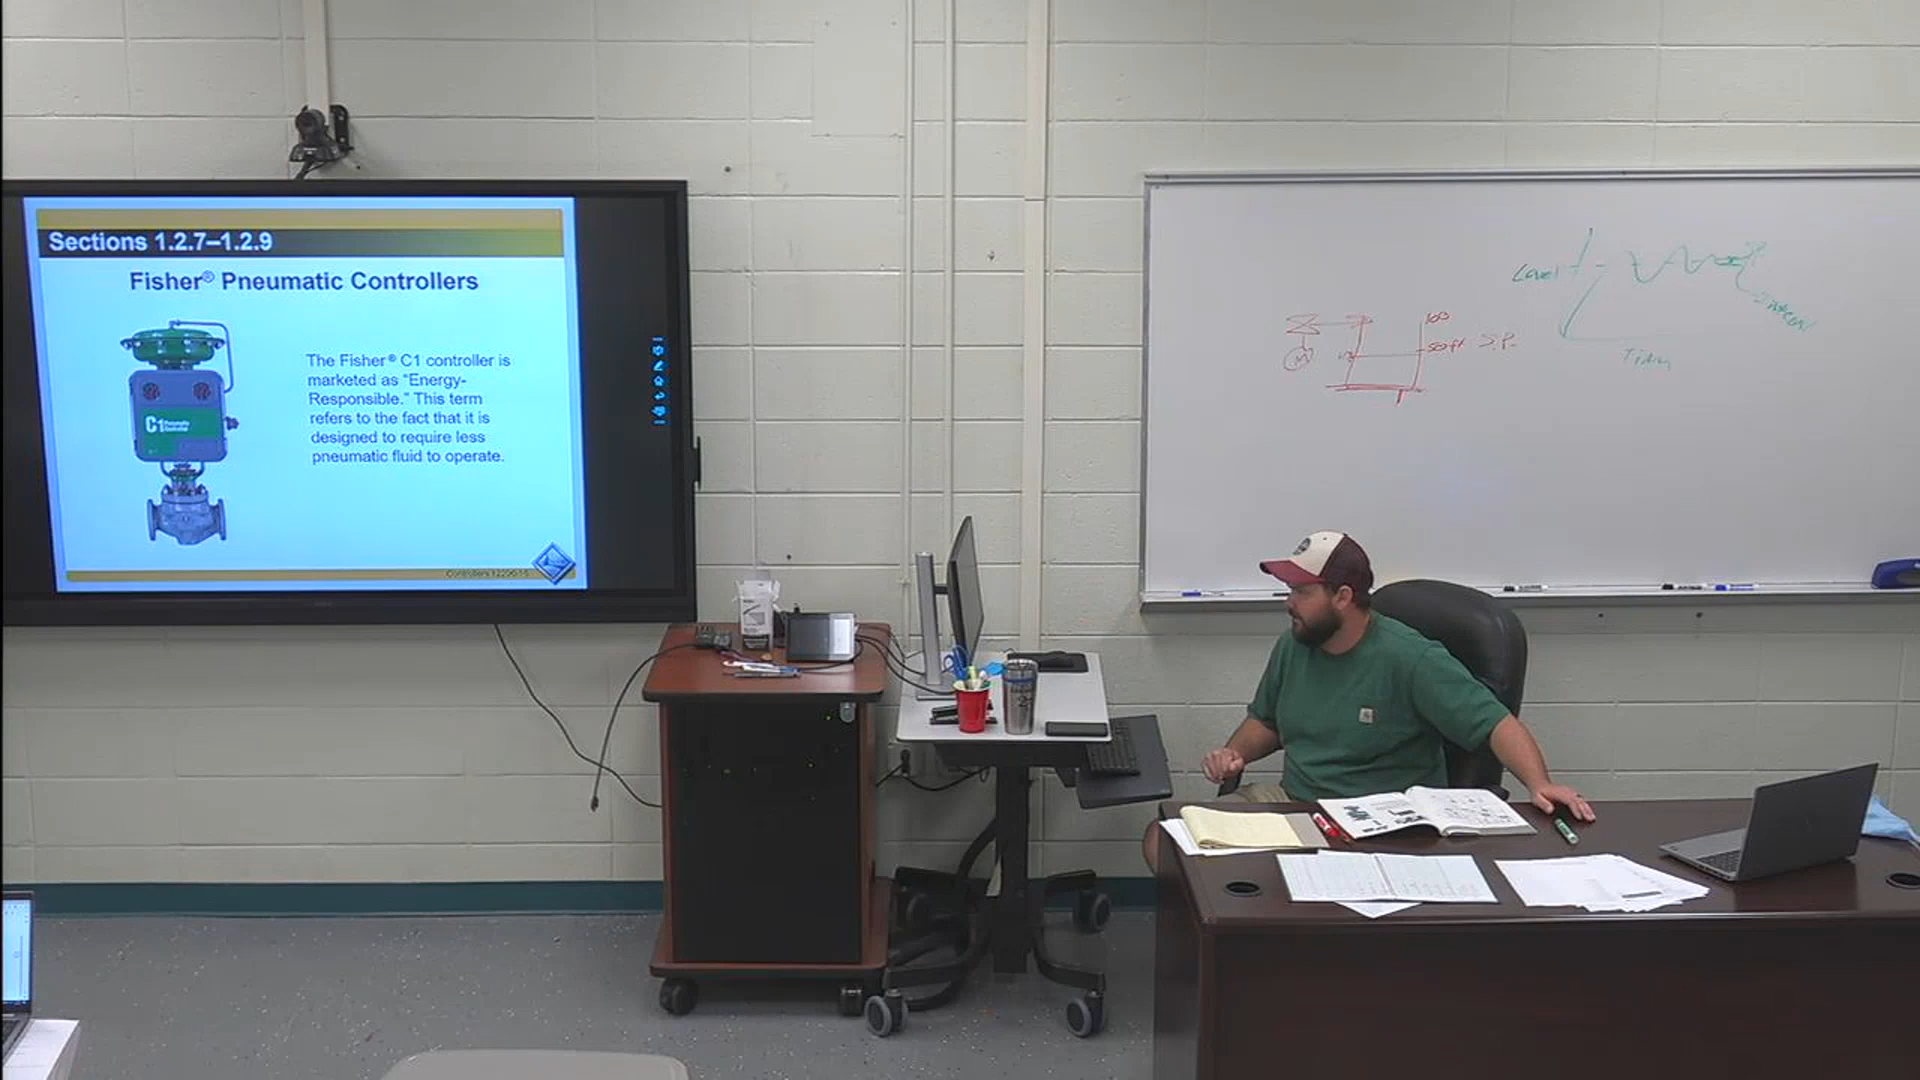 Sections 1.2.7–1.2.9
Fisher® Pneumatic Controllers
The Fisher® C1 controller is
marketed as “Energy-
Responsible.” This term
refers to the fact that it is
designed to require less
pneumatic fluid to operate.
C1
Level
Time
100
50% S.P.